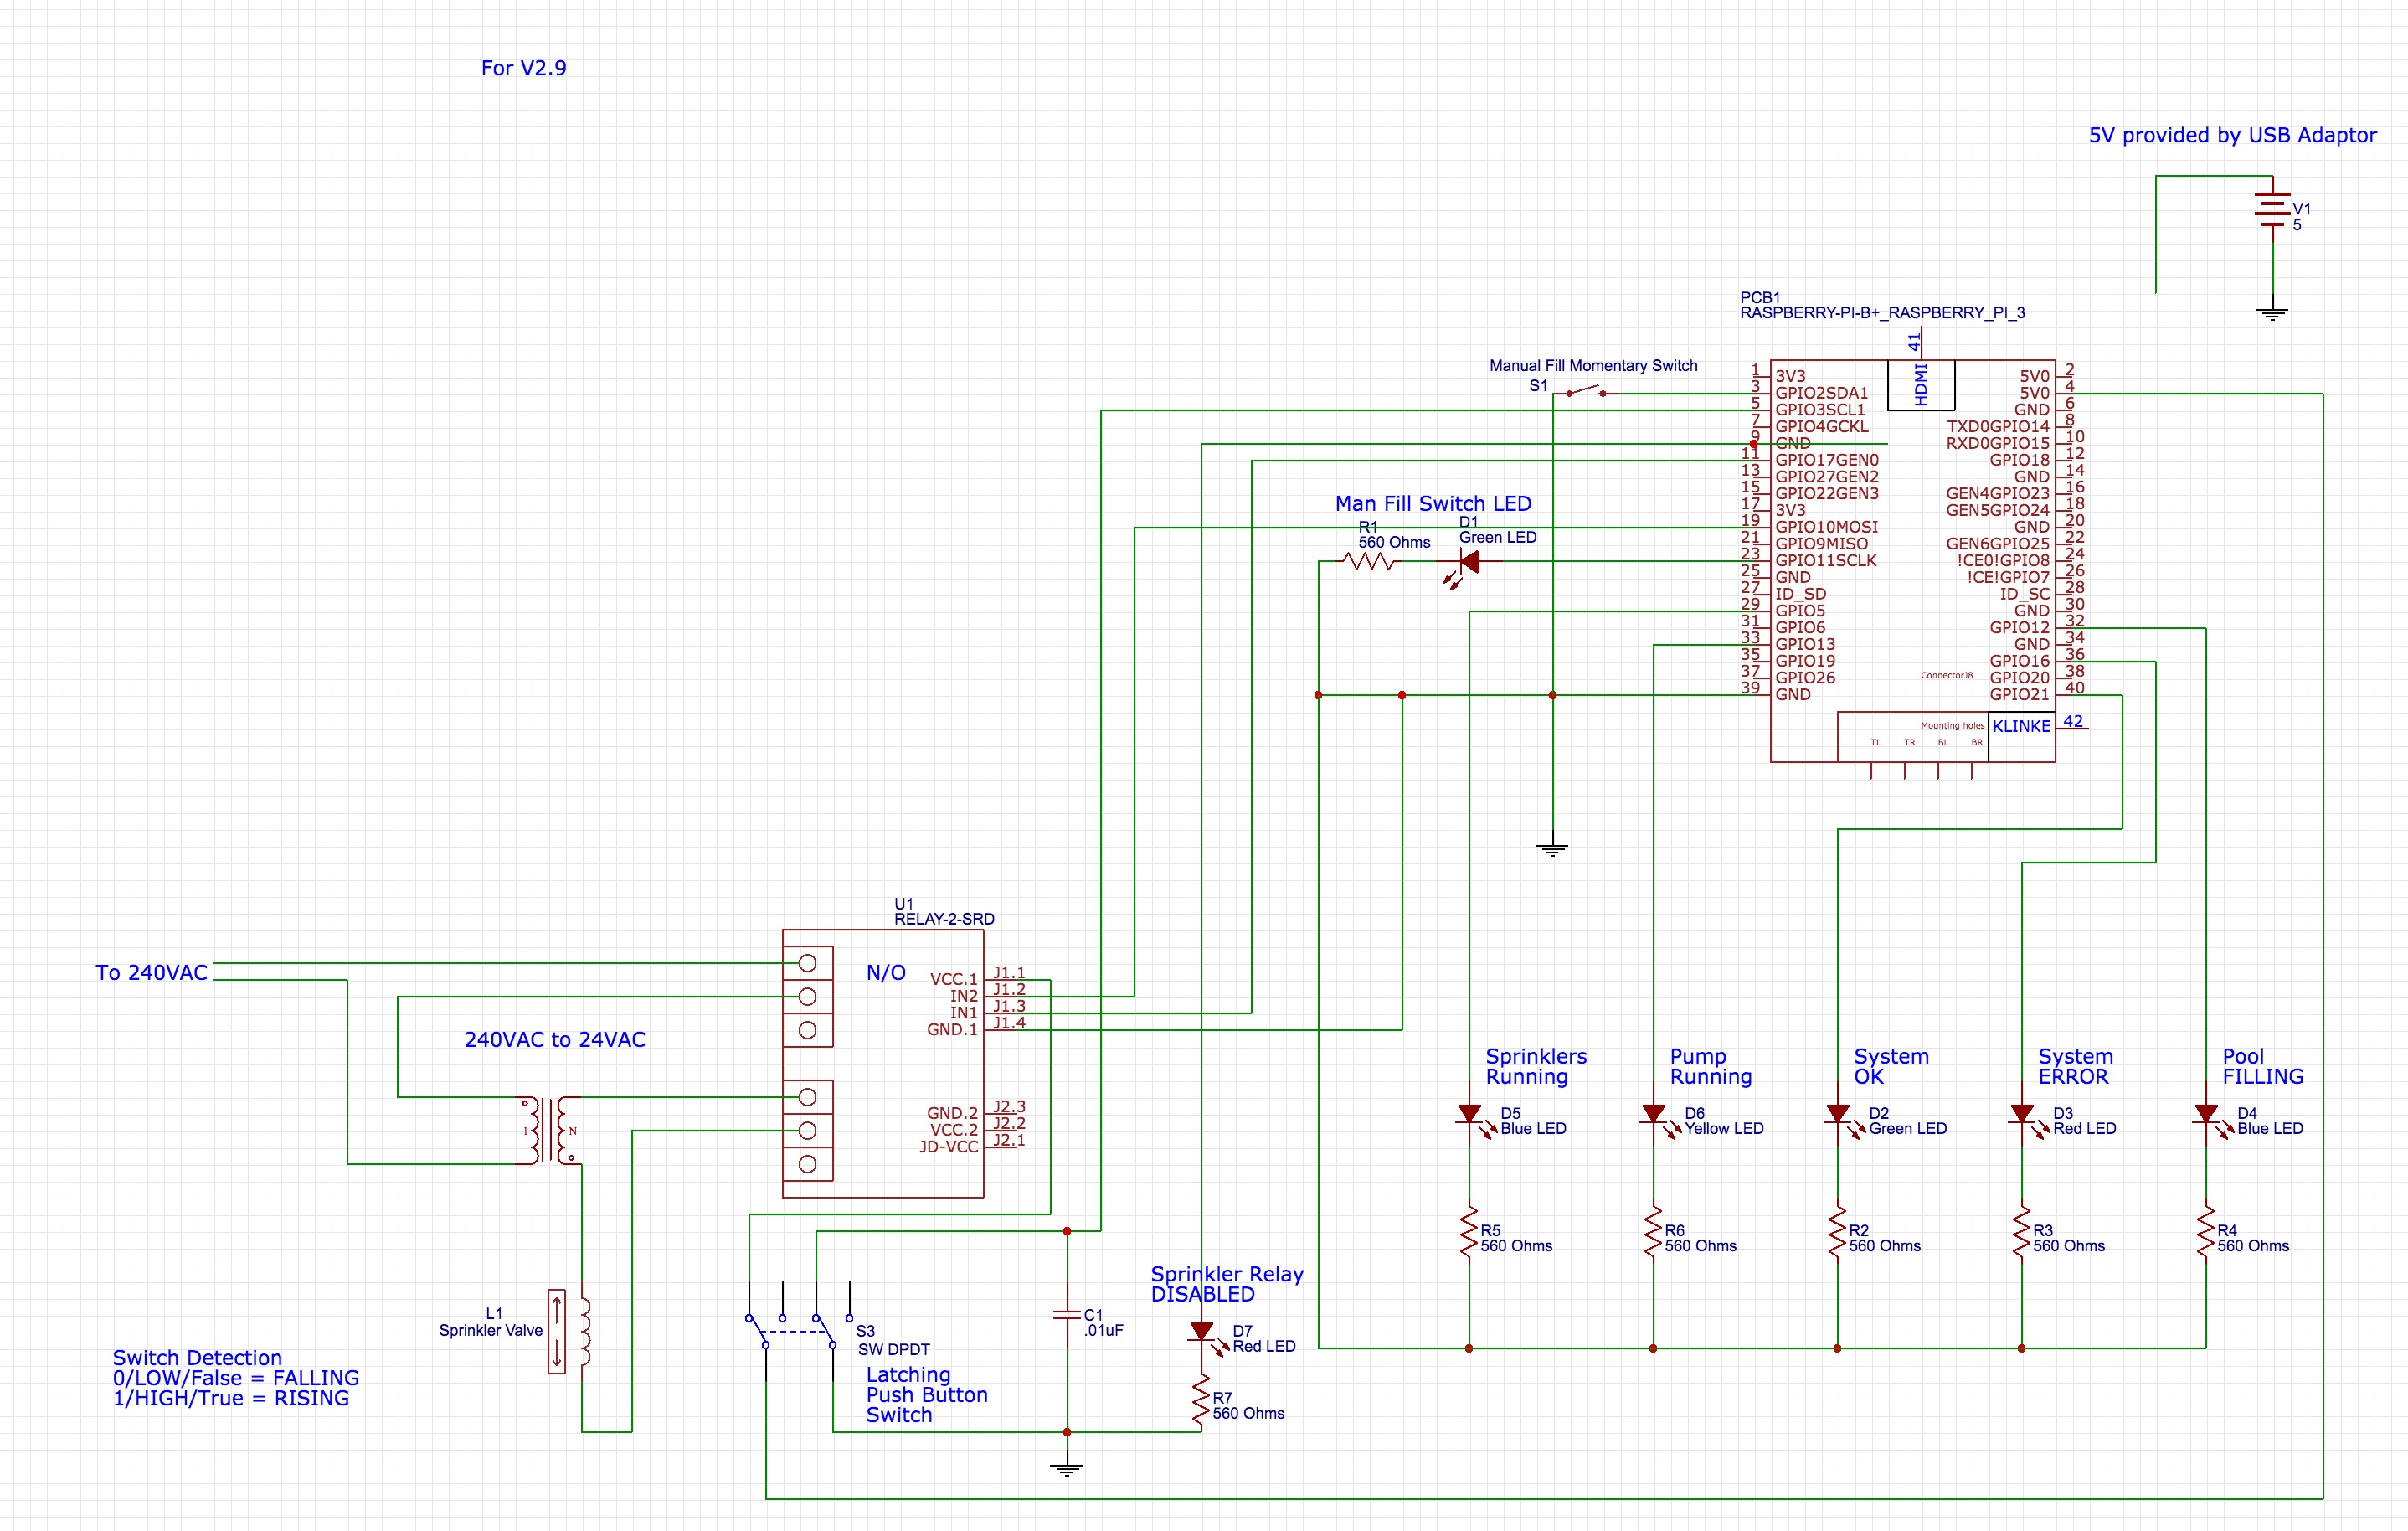 For V2.9
5V provided by USB Adaptor
V1
5
PCB1
RASPBERRY-PI-B+_RASPBERRY_PI_3
41
HDMI
Manual Fill Momentary Switch
S1
1 3V3
3 GPIO2SDA1
5 GPIO3SCL1
7 GPIO4GCKL
9 GND
11 GPIO17GEN0
13 GPIO27GEN2
15 GPIO22GEN3
17 3V3
19 GPIO10MOSI
21 GPIO9MISO
23 GPIO11SCLK
25 GND
27 ID_SD
29 GPIO5
31 GPIO6
33 GPIO13
35 GPIO19
37 GPIO26
39 GND
5V0 2
5V0 4
GND 6
TXD0GPIO14 8
RXD0GPIO15 10
GPIO18 12
GND 14
GEN4GPIO23 16
GEN5GPIO24 18
GND 20
GEN6GPIO25 22
!CE0!GPIO8 24
!CE!GPIO7 26
ID_SC 28
GND 30
GPIO12 32
GND 34
GPIO16 36
GPIO20 38
GPIO21 40
ConnectorJ8
Mounting holes
TL TR BL BR
KLINKE 42
Man Fill Switch LED
R1
560 Ohms
D1
Green LED
U1
RELAY-2-SRD
N/O
VCC.1 J1.1
IN2 J1.2
IN1 J1.3
GND.1 J1.4
GND.2 J2.3
VCC.2 J2.2
JD-VCC J2.1
To 240VAC
240VAC to 24VAC
1 N
L1
Sprinkler Valve
Switch Detection
0/LOW/False = FALLING
1/HIGH/True = RISING
S3
SW DPDT
Latching
Push Button
Switch
C1
.01uF
Sprinkler Relay
DISABLED
D7
Red LED
R7
560 Ohms
Sprinklers
Running
D5
Blue LED
R5
560 Ohms
Pump
Running
D6
Yellow LED
R6
560 Ohms
System
OK
D2
Green LED
R2
560 Ohms
System
ERROR
D3
Red LED
R3
560 Ohms
Pool
FILLING
D4
Blue LED
R4
560 Ohms